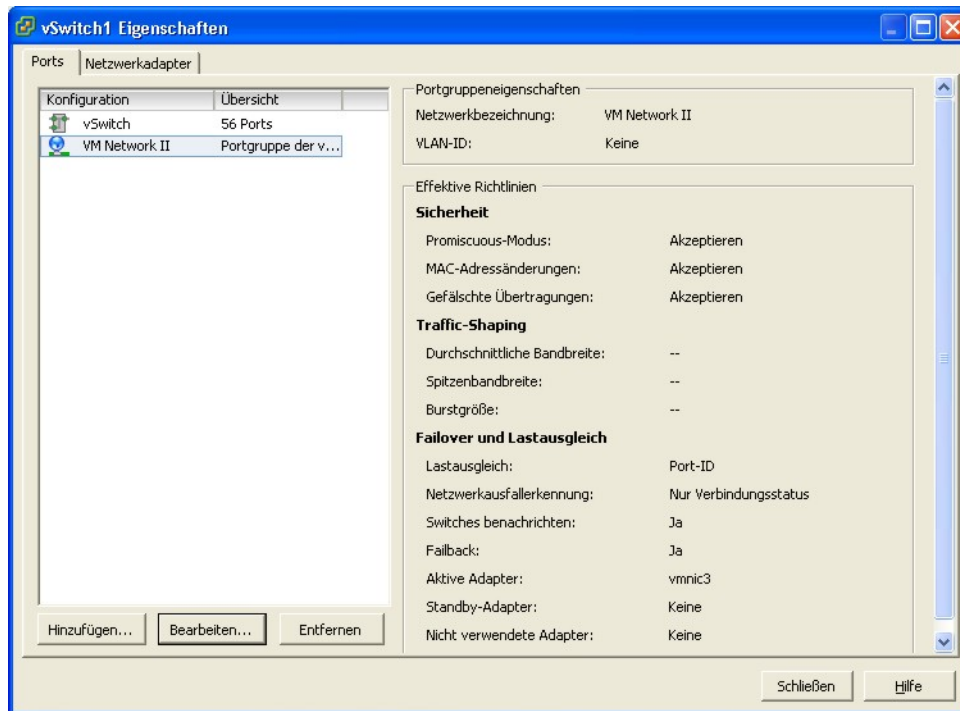 vSwitch1 Eigenschaften
Ports Netzwerkadapter
Konfiguration Übersicht
vSwitch 56 Ports
VM Network II Portgruppe der v...
Hinzufügen... Bearbeiten... Entfernen
Portgruppeneigenschaften
Netzwerkbezeichnung: VM Network II
VLAN-ID: Keine
Effektive Richtlinien
Sicherheit
Promiscuous-Modus: Akzeptieren
MAC-Adressänderungen: Akzeptieren
Gefälschte Übertragungen: Akzeptieren
Traffic-Shaping
Durchschnittliche Bandbreite: --
Spitzenbandbreite: --
Burstgröße: --
Failover und Lastausgleich
Lastausgleich: Port-ID
Netzwerkausfallerkennung: Nur Verbindungsstatus
Switches benachrichten: Ja
Failback: Ja
Aktive Adapter: vmnic3
Standby-Adapter: Keine
Nicht verwendete Adapter: Keine
Schließen Hilfe